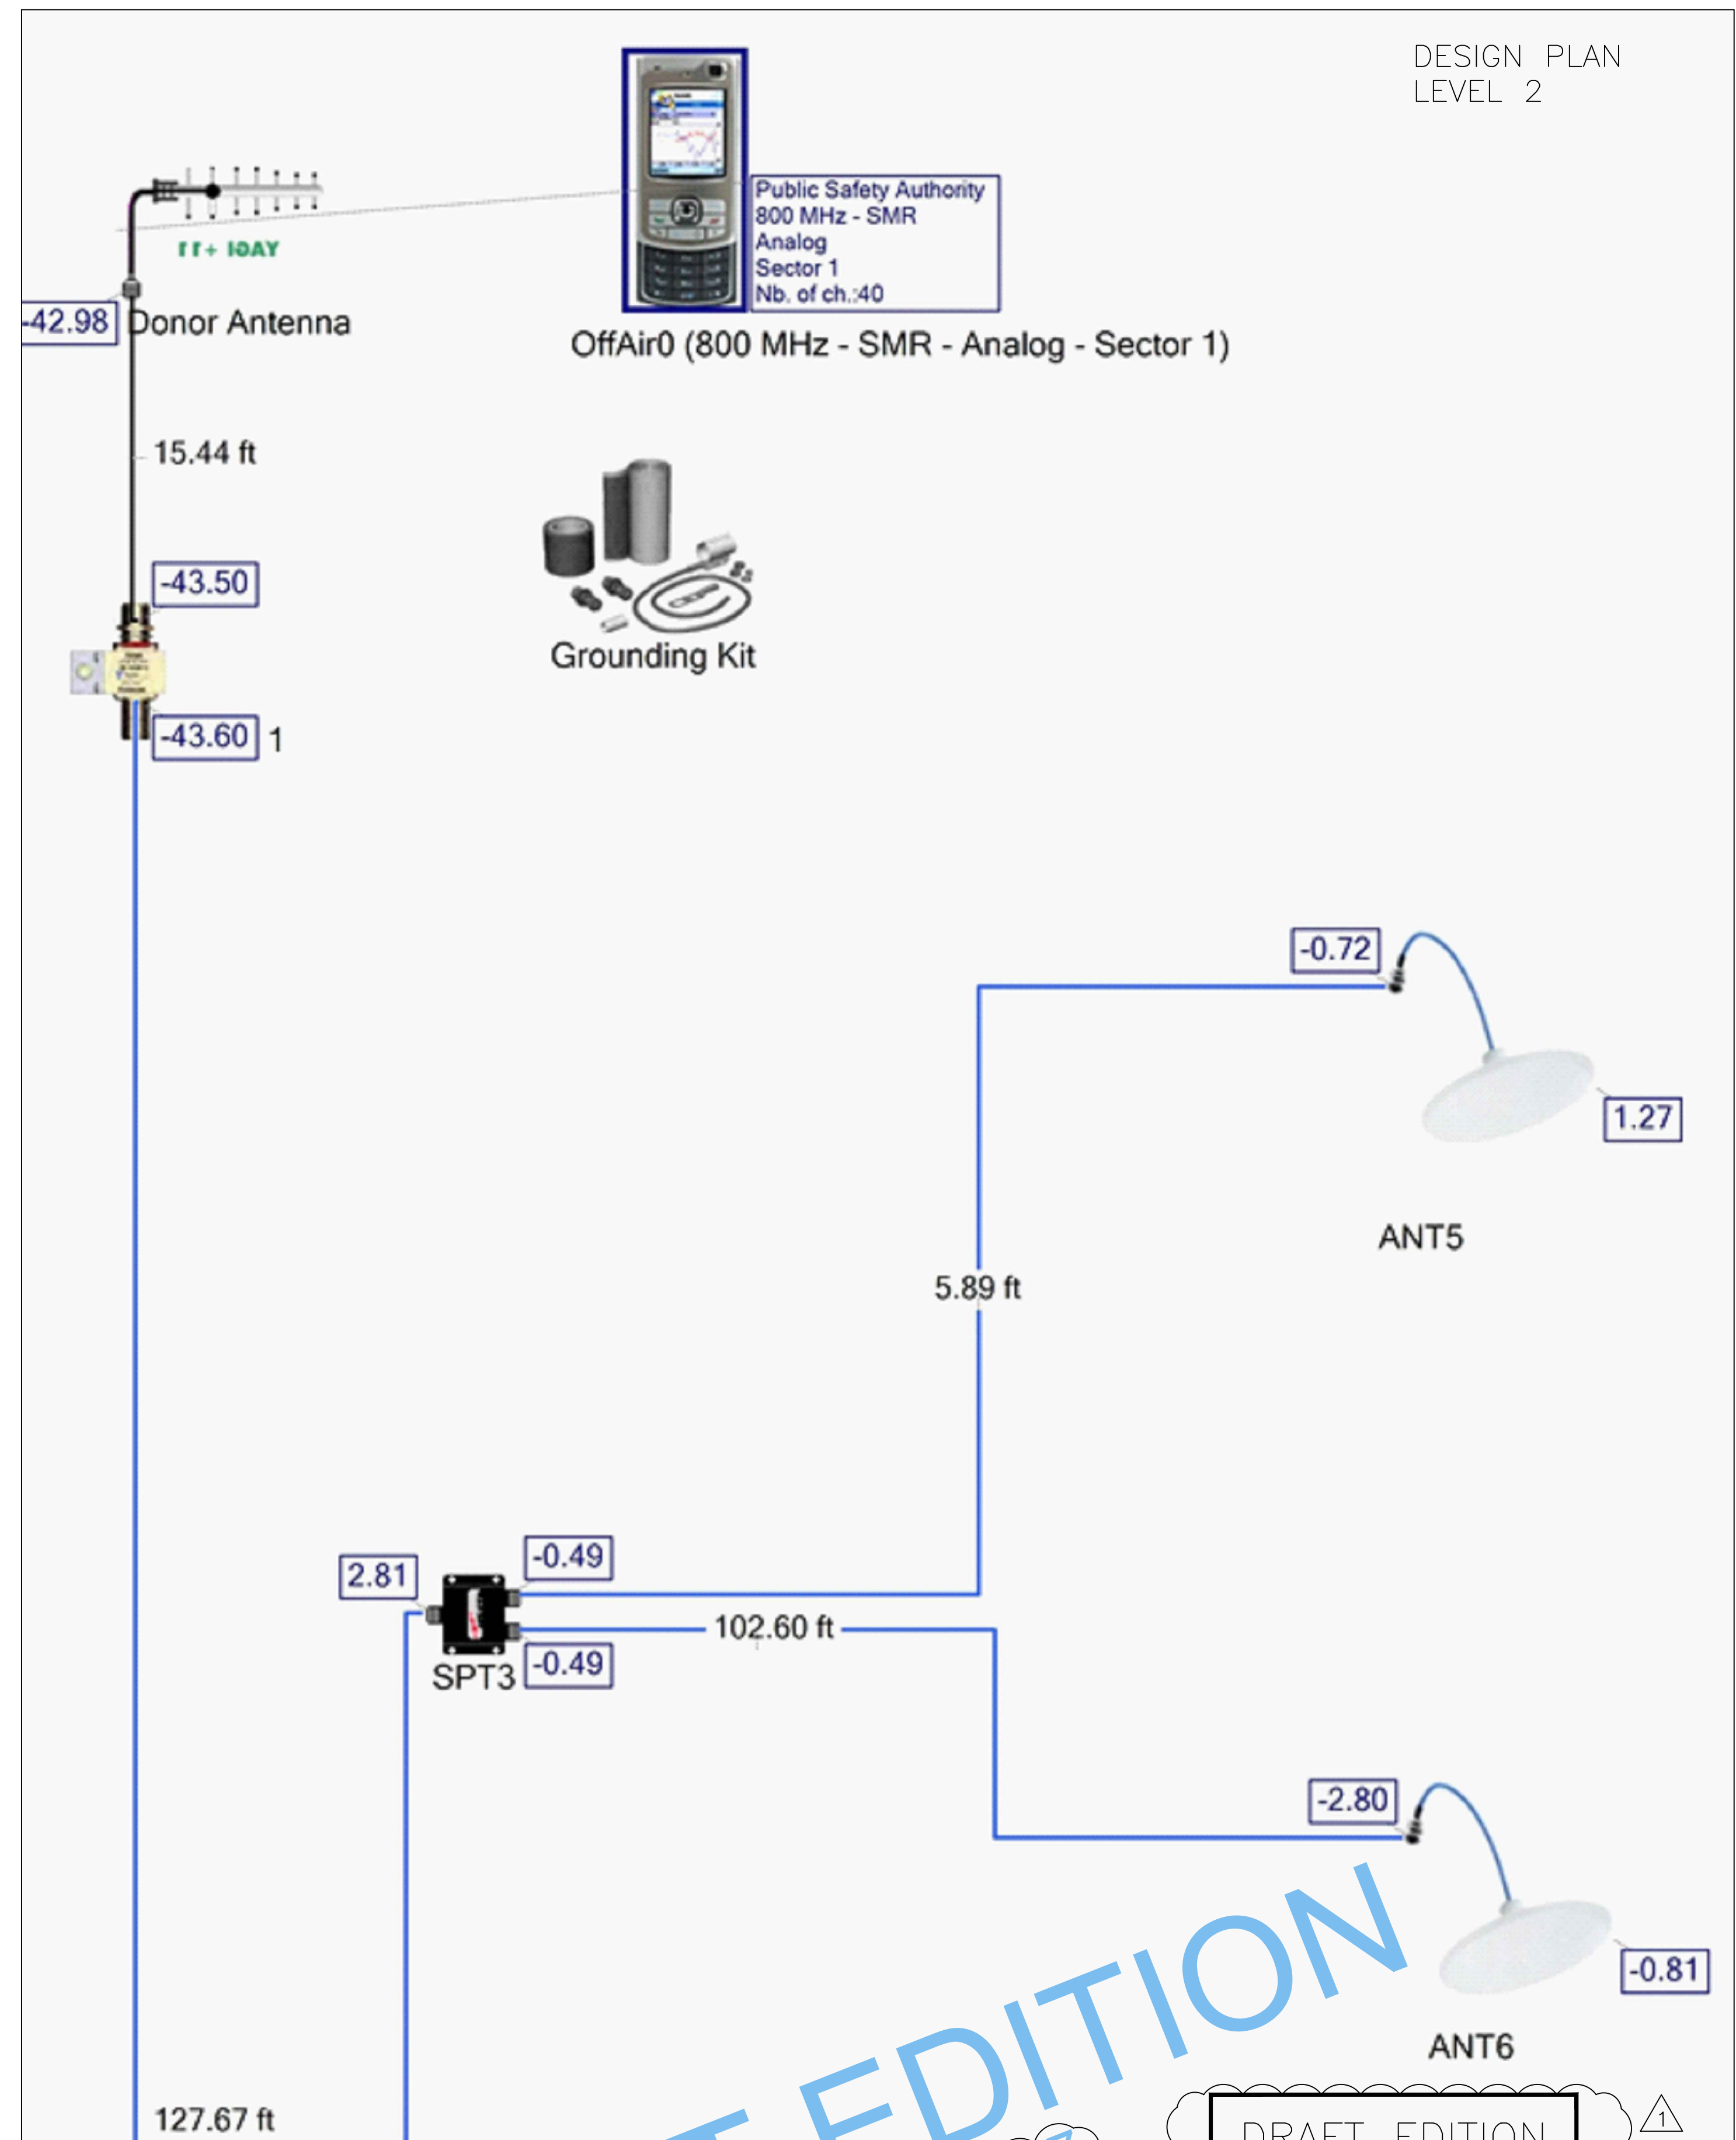 DESIGN PLAN
LEVEL 2
Public Safety Authority
800 MHz - SMR
Analog
Sector 1
Nb. of ch.:40
YAGI +11
-42.98
Donor Antenna
OffAir0 (800 MHz - SMR - Analog - Sector 1)
15.44 ft
-43.50
Grounding Kit
-43.60
1
-0.72
1.27
ANT5
5.89 ft
2.81
-0.49
102.60 ft
SPT3
-0.49
-2.80
-0.81
ANT6
127.67 ft
EDITION
DRAFT EDITION
1